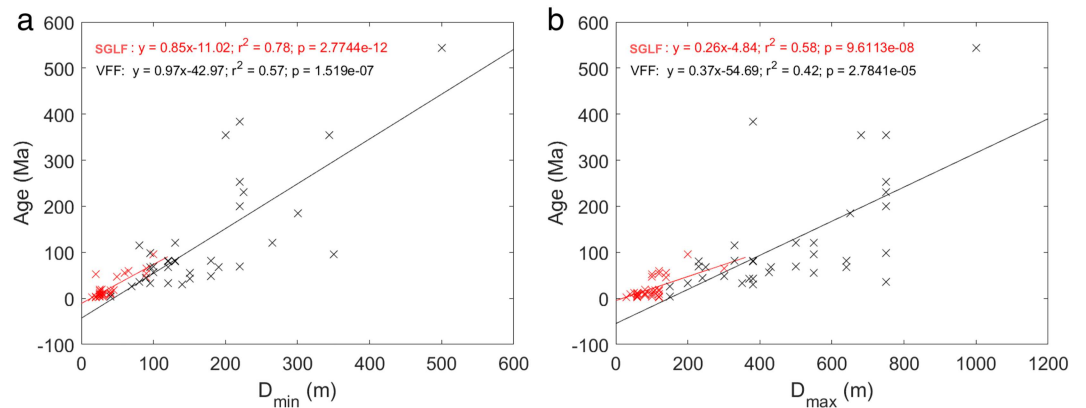 a
SGLF : y = 0.85x-11.02; r² = 0.78; p = 2.7744e-12
VFF: y = 0.97x-42.97; r² = 0.57; p = 1.519e-07
600
500
400
300
200
100
0
-100
Age (Ma)
0 100 200 300 400 500 600
Dmin (m)
b
SGLF : y = 0.26x-4.84; r² = 0.58; p = 9.6113e-08
VFF: y = 0.37x-54.69; r² = 0.42; p = 2.7841e-05
600
500
400
300
200
100
0
-100
Age (Ma)
0 200 400 600 800 1000 1200
Dmax (m)